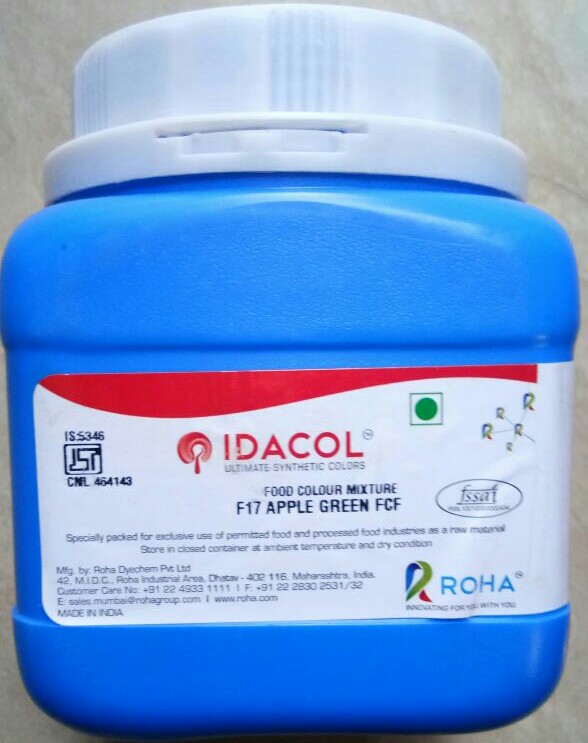 IS:5346
ISI
CML 464143
IDACOL™
ULTIMATE SYNTHETIC COLORS
FOOD COLOUR MIXTURE
F17 APPLE GREEN FCF
fssai
Specially packed for exclusive use of permitted food and processed food industries as a raw material
Store in closed container at ambient temperature and dry condition
Mfg. by: Roha Dyechem Pvt Ltd
42, M.I.D.C., Roha Industrial Area, Dhatav - 402 116, Maharashtra, India.
Customer Care No: +91 22 4933 1111 | F: +91 22 2830 2531/32
E: sales.mumbai@rohagroup.com | www.roha.com
MADE IN INDIA
ROHA™
INNOVATING FOR YOU WITH YOU